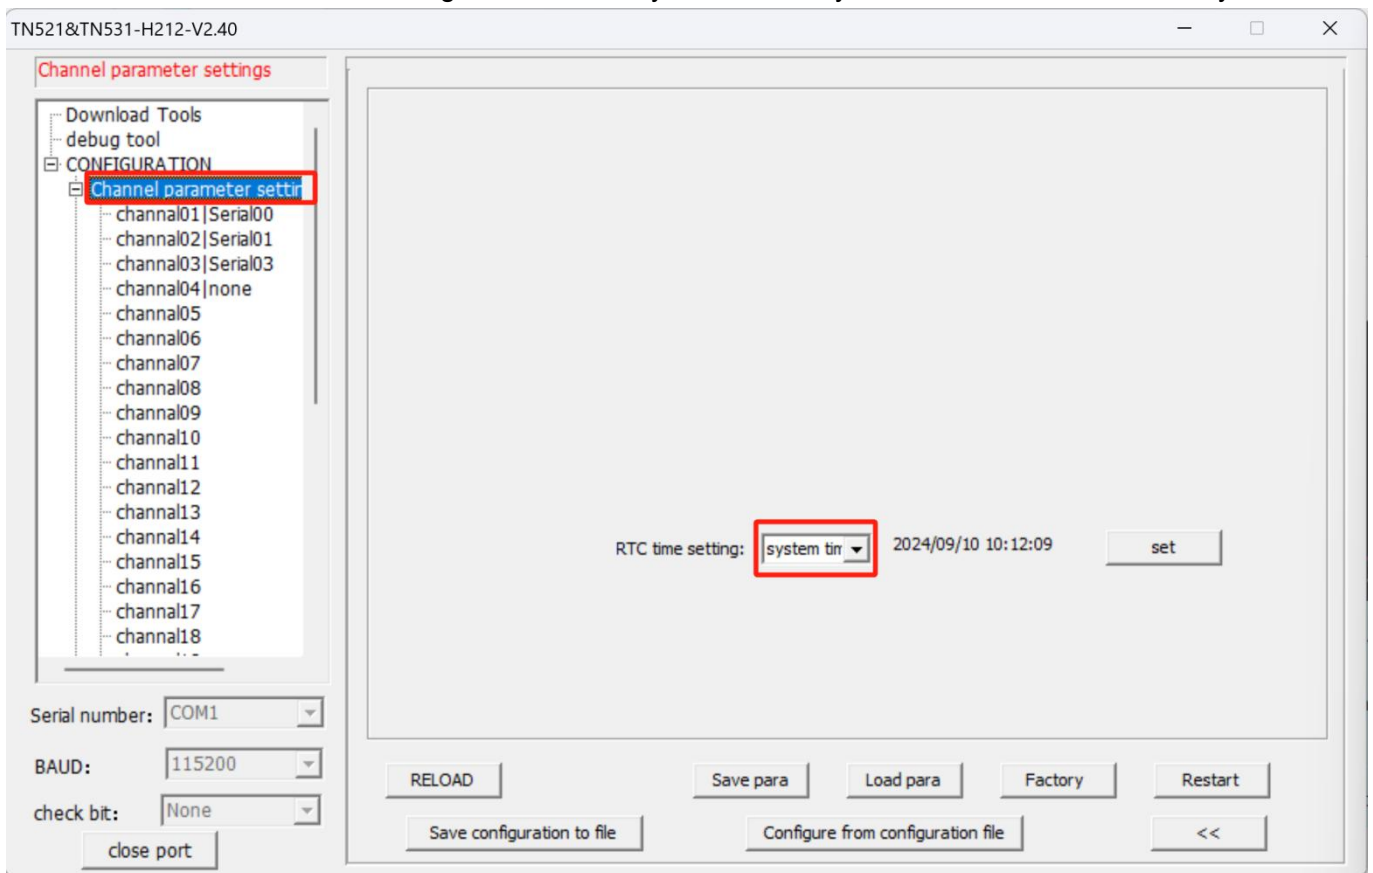 TN521&TN531-H212-V2.40
Channel parameter settings
Download Tools
debug tool
CONFIGURATION
Channel parameter settin
channal01|Serial00
channal02|Serial01
channal03|Serial03
channal04|none
channal05
channal06
channal07
channal08
channal09
channal10
channal11
channal12
channal13
channal14
channal15
channal16
channal17
channal18
RTC time setting: system tim 2024/09/10 10:12:09 set
Serial number: COM1
BAUD: 115200
check bit: None
close port
RELOAD Save para Load para Factory Restart
Save configuration to file Configure from configuration file <<